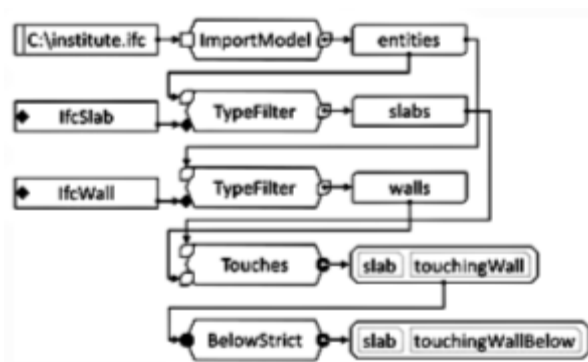 C:\institute.ifc ImportModel entities
IfcSlab TypeFilter slabs
IfcWall TypeFilter walls
Touches slab touchingWall
BelowStrict slab touchingWallBelow